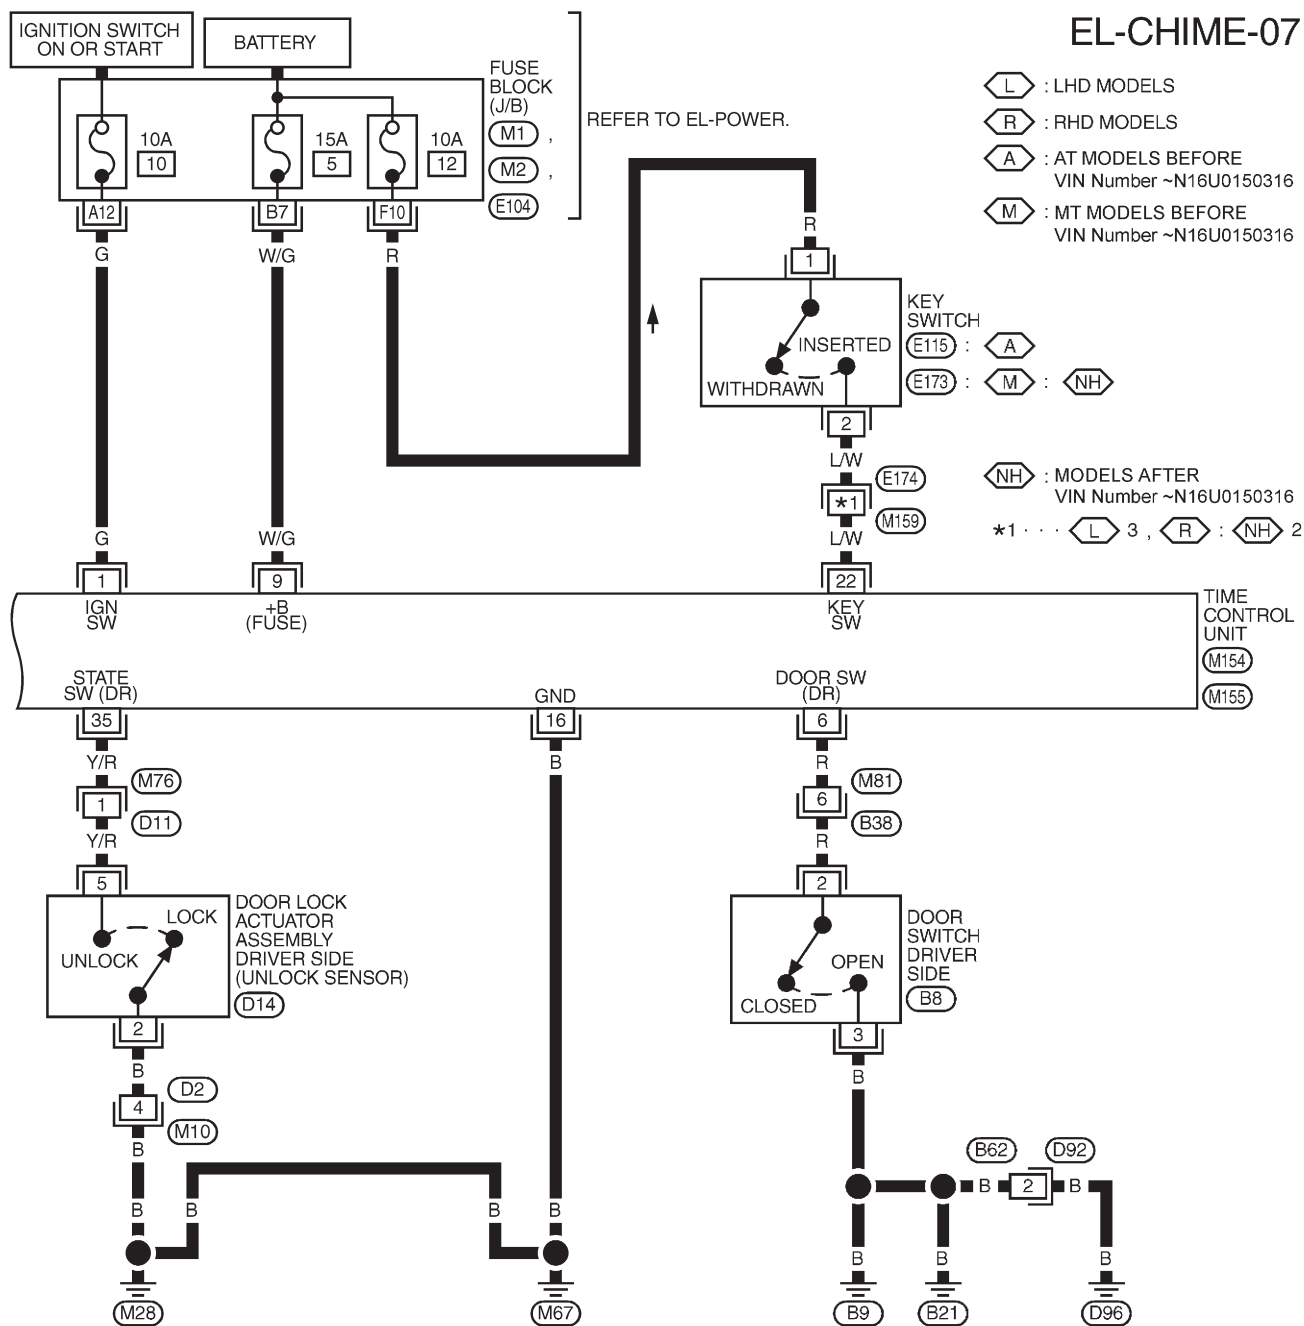 EL-CHIME-07
IGNITION SWITCH
ON OR START
BATTERY
FUSE
BLOCK
(J/B)
M1 ,
M2 ,
E104
REFER TO EL-POWER.
10A
10
15A
5
10A
12
A12
B7
F10
G
W/G
R
L : LHD MODELS
R : RHD MODELS
A : AT MODELS BEFORE
VIN Number ~N16U0150316
M : MT MODELS BEFORE
VIN Number ~N16U0150316
R
1
KEY
SWITCH
E115 : A
E173 : M : NH
INSERTED
WITHDRAWN
2
L/W
E174
*1
M159
L/W
NH : MODELS AFTER
VIN Number ~N16U0150316
*1 · · · L 3 , R : NH 2
G
W/G
1
9
22
IGN
SW
+B
(FUSE)
KEY
SW
TIME
CONTROL
UNIT
M154
M155
STATE
SW (DR)
GND
DOOR SW
(DR)
35
16
6
Y/R
B
R
M76
1
D11
Y/R
M81
6
B38
R
5
2
LOCK
UNLOCK
DOOR LOCK
ACTUATOR
ASSEMBLY
DRIVER SIDE
(UNLOCK SENSOR)
D14
OPEN
CLOSED
DOOR
SWITCH
DRIVER
SIDE
B8
2
3
B
B
D2
4
M10
B
B62
D92
B
2
B
B
B
B
B
B
B
B
M28
M67
B9
B21
D96